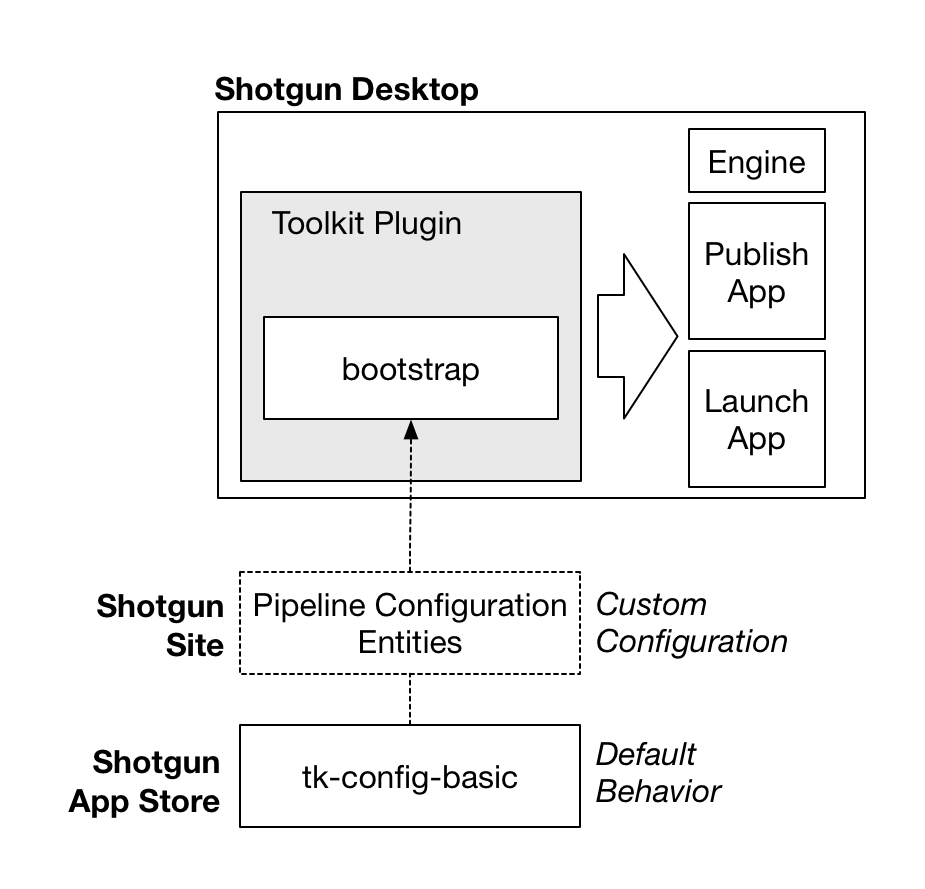 Shotgun Desktop
Engine
Toolkit Plugin
Publish
App
bootstrap
Launch
App
Shotgun
Site
Pipeline Configuration
Entities
Custom
Configuration
Shotgun
App Store
tk-config-basic
Default
Behavior